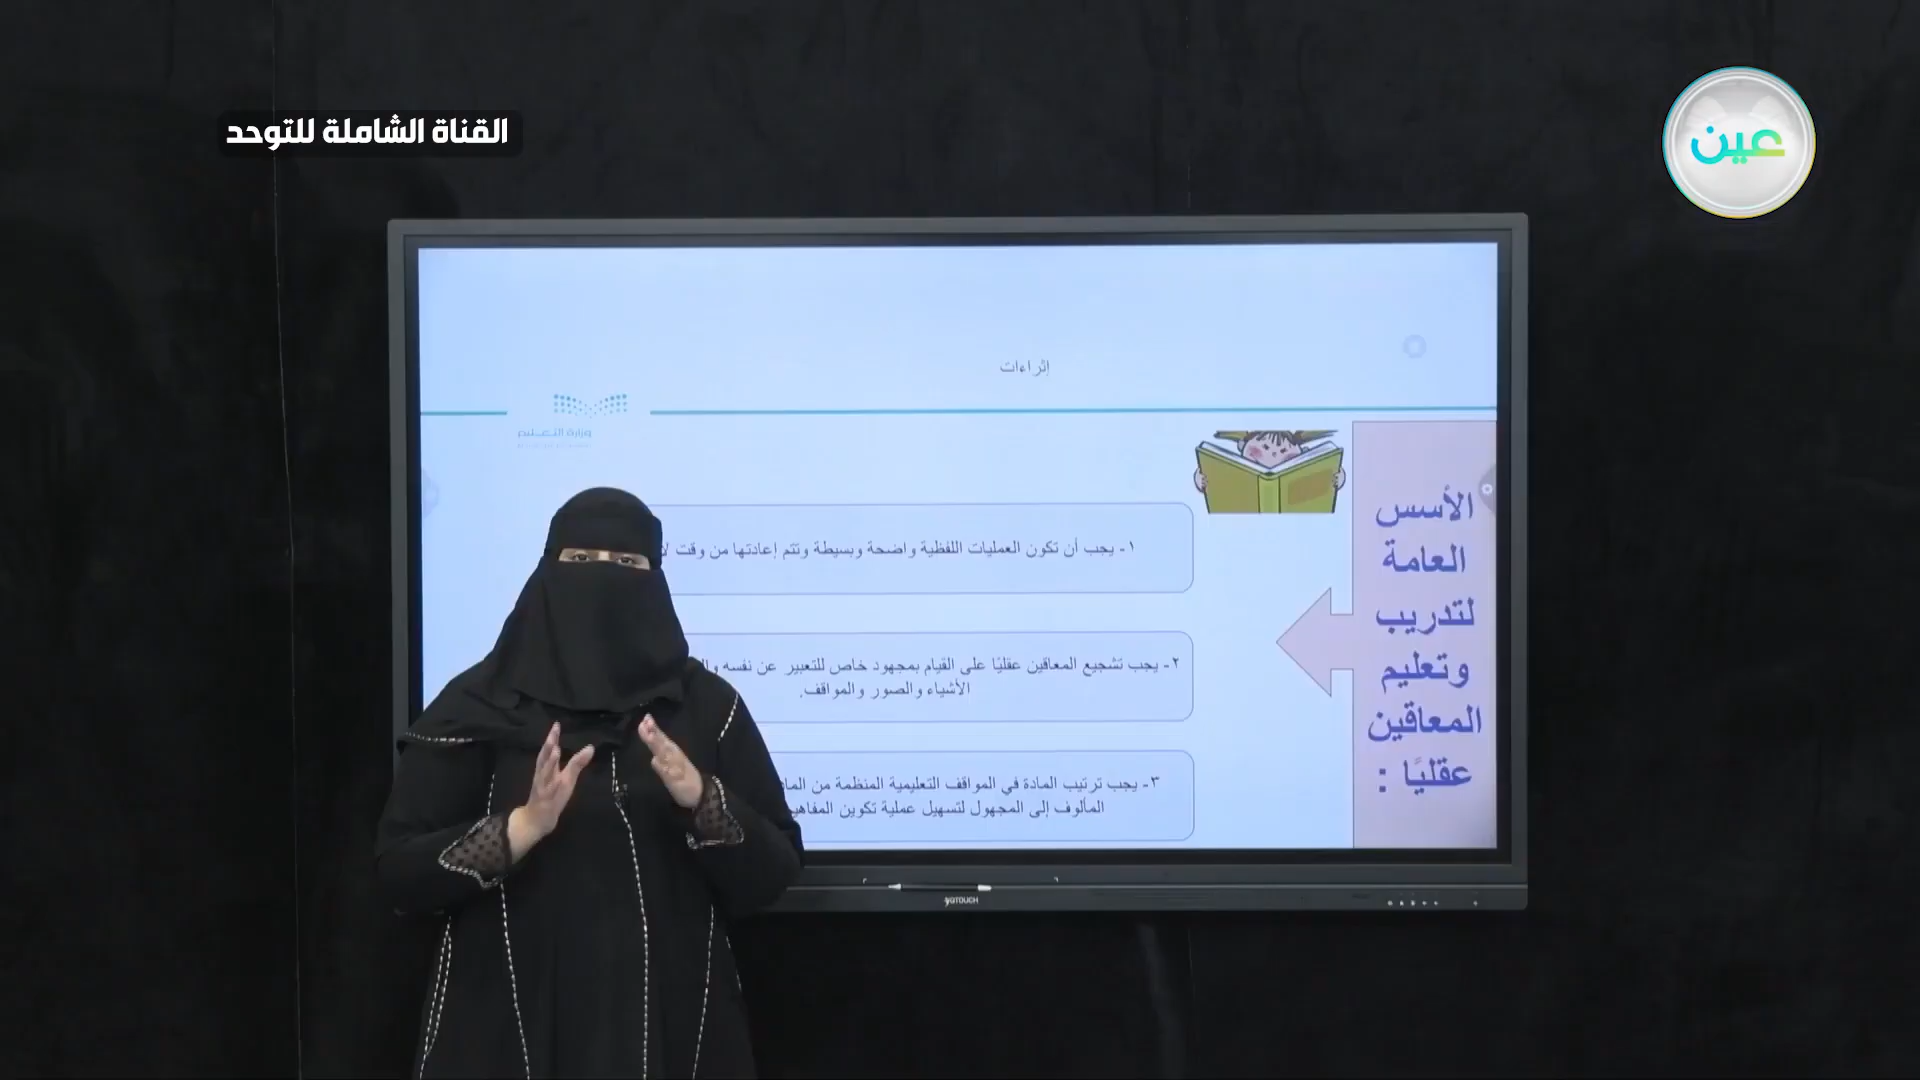 القناة الشاملة للتوحد
عين
إثراءات
وزارة التعليم
الأسس
العامة
لتدريب
وتعليم
المعاقين
عقليًا :
١- يجب أن تكون العمليات اللفظية واضحة وبسيطة وتتم إعادتها من وقت
٢- يجب تشجيع المعاقين عقليًا على القيام بمجهود خاص للتعبير عن نفسه
الأشياء والصور والمواقف.
٣- يجب ترتيب المادة في المواقف التعليمية المنظمة من
المألوف إلى المجهول لتسهيل عملية تكوين